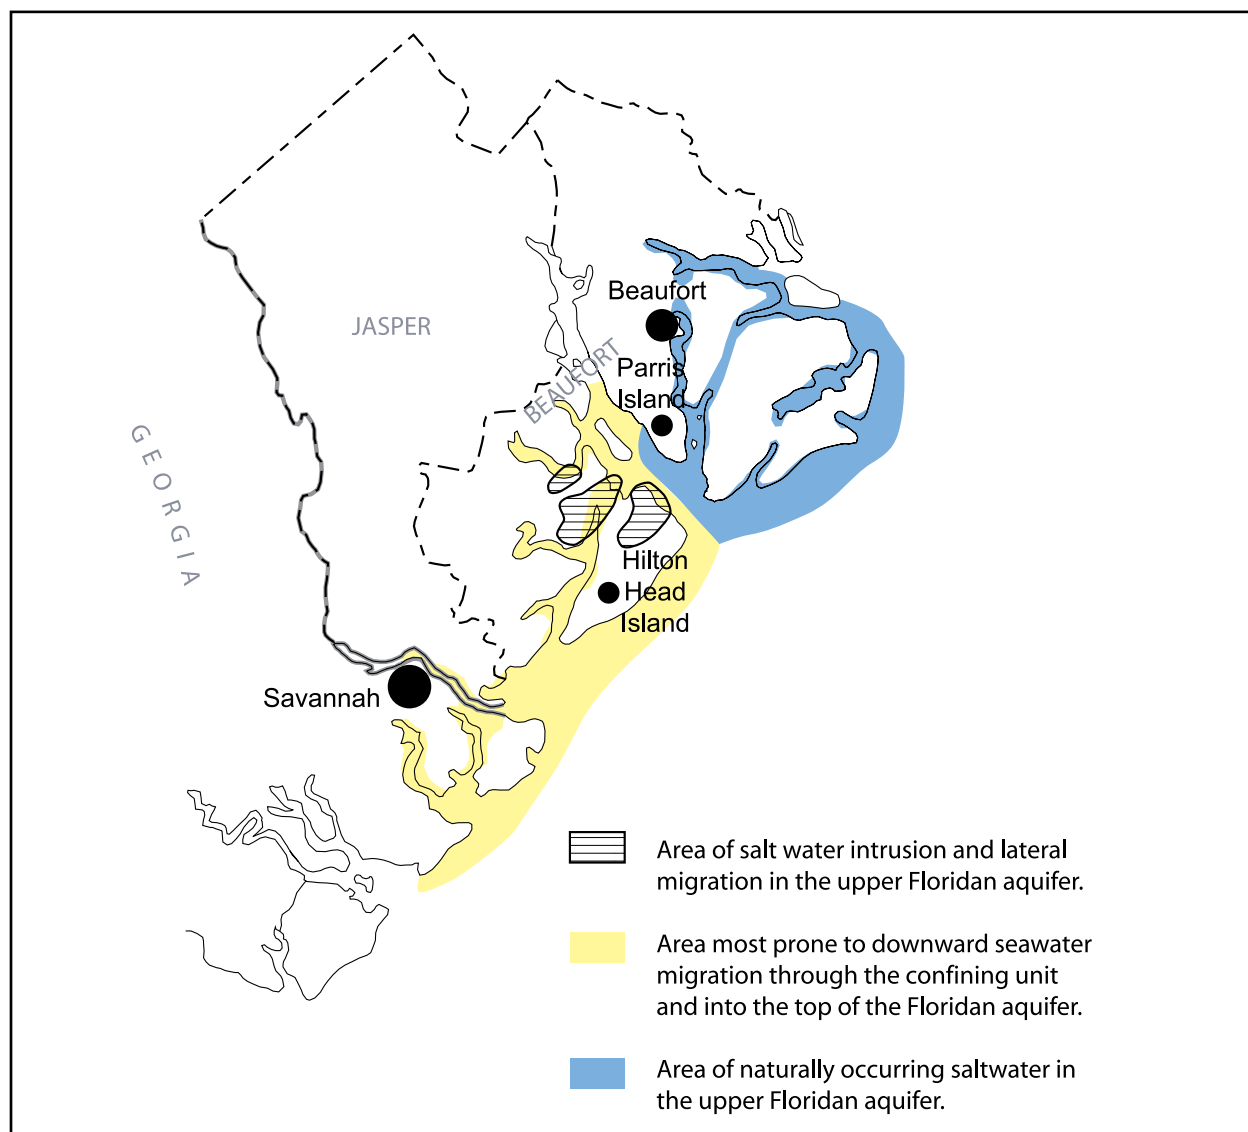 Beaufort
JASPER
Parris
Island
BEAUFORT
GEORGIA
Hilton
Head
Island
Savannah
Area of salt water intrusion and lateral
migration in the upper Floridan aquifer.
Area most prone to downward seawater
migration through the confining unit
and into the top of the Floridan aquifer.
Area of naturally occurring saltwater in
the upper Floridan aquifer.